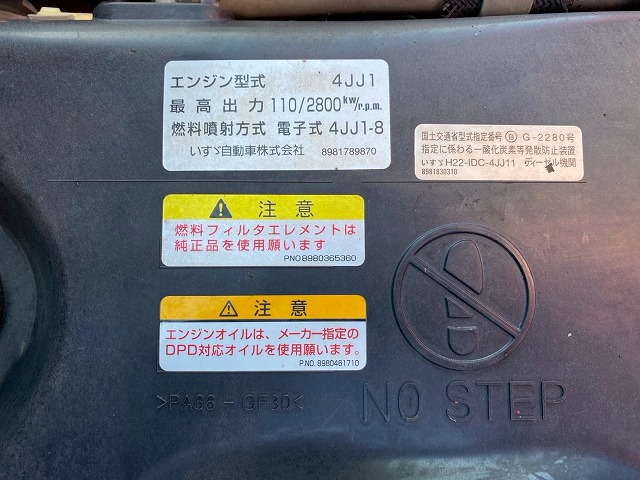 エンジン型式 4JJ1
最高出力 110/2800 kw/r.p.m.
燃料噴射方式 電子式 4JJ1-8
いすゞ自動車株式会社 8981789870
国土交通省型式指定番号 G-2280号
指定に係わる一酸化炭素等発散防止装置
いすゞH22-IDC-4JJ11 ディーゼル機関
8981830310
注意
燃料フィルタエレメントは
純正品を使用願います
PNO.8980365360
注意
エンジンオイルは、メーカー指定の
DPD対応オイルを使用願います。
P.NO. 8980461710
>PA66-GF30<
NO STEP